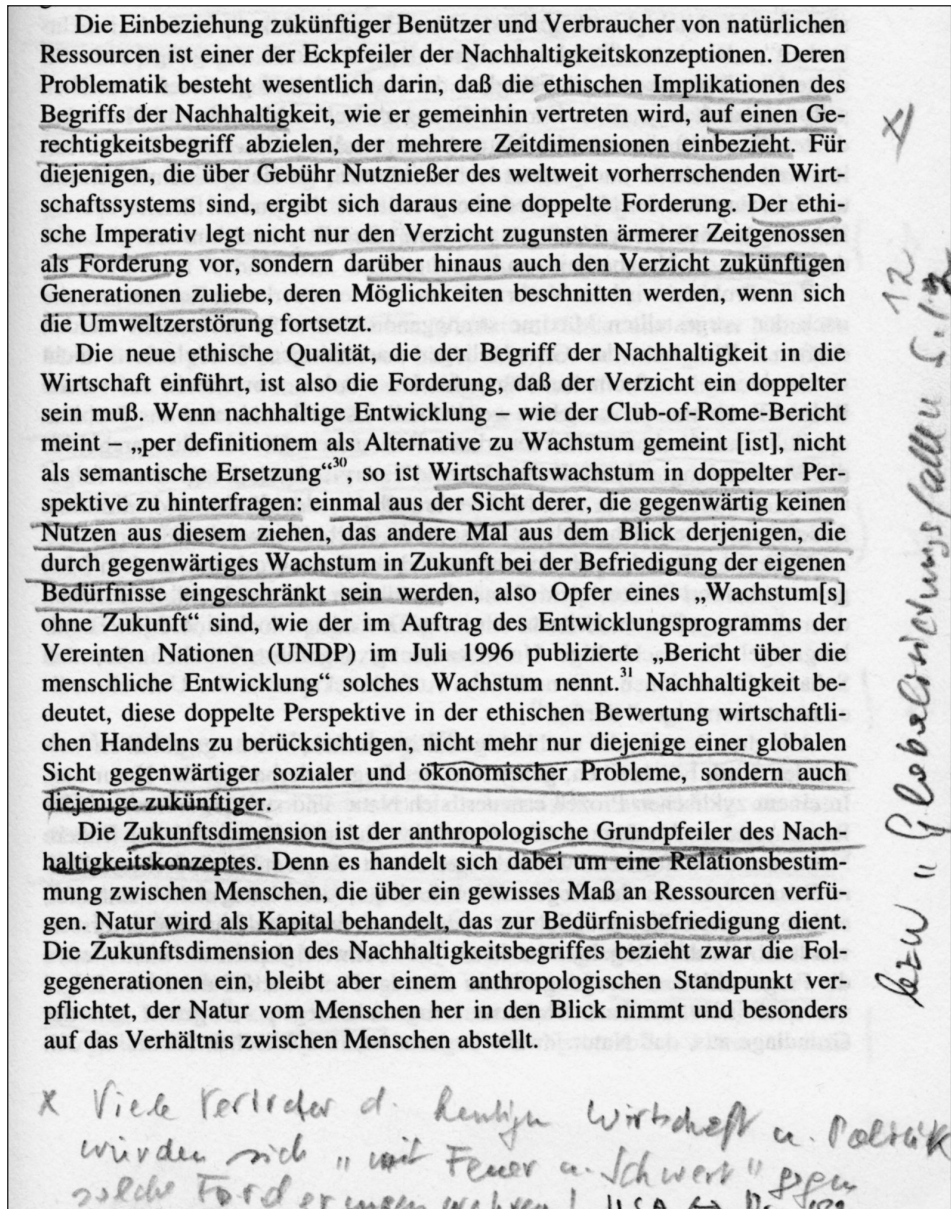 Die Einbeziehung zukünftiger Benützer und Verbraucher von natürlichen
Ressourcen ist einer der Eckpfeiler der Nachhaltigkeitskonzeptionen. Deren
Problematik besteht wesentlich darin, daß die ethischen Implikationen des
Begriffs der Nachhaltigkeit, wie er gemeinhin vertreten wird, auf einen Ge-
rechtigkeitsbegriff abzielen, der mehrere Zeitdimensionen einbezieht. Für
diejenigen, die über Gebühr Nutznießer des weltweit vorherrschenden Wirt-
schaftssystems sind, ergibt sich daraus eine doppelte Forderung. Der ethi-
sche Imperativ legt nicht nur den Verzicht zugunsten ärmerer Zeitgenossen
als Forderung vor, sondern darüber hinaus auch den Verzicht zukünftigen
Generationen zuliebe, deren Möglichkeiten beschnitten werden, wenn sich
die Umweltzerstörung fortsetzt.
Die neue ethische Qualität, die der Begriff der Nachhaltigkeit in die
Wirtschaft einführt, ist also die Forderung, daß der Verzicht ein doppelter
sein muß. Wenn nachhaltige Entwicklung – wie der Club-of-Rome-Bericht
meint – „per definitionem als Alternative zu Wachstum gemeint [ist], nicht
als semantische Ersetzung“30, so ist Wirtschaftswachstum in doppelter Per-
spektive zu hinterfragen: einmal aus der Sicht derer, die gegenwärtig keinen
Nutzen aus diesem ziehen, das andere Mal aus dem Blick derjenigen, die
durch gegenwärtiges Wachstum in Zukunft bei der Befriedigung der eigenen
Bedürfnisse eingeschränkt sein werden, also Opfer eines „Wachstum[s]
ohne Zukunft“ sind, wie der im Auftrag des Entwicklungsprogramms der
Vereinten Nationen (UNDP) im Juli 1996 publizierte „Bericht über die
menschliche Entwicklung“ solches Wachstum nennt.31 Nachhaltigkeit be-
deutet, diese doppelte Perspektive in der ethischen Bewertung wirtschaftli-
chen Handelns zu berücksichtigen, nicht mehr nur diejenige einer globalen
Sicht gegenwärtiger sozialer und ökonomischer Probleme, sondern auch
diejenige zukünftiger.
Die Zukunftsdimension ist der anthropologische Grundpfeiler des Nach-
haltigkeitskonzeptes. Denn es handelt sich dabei um eine Relationsbestim-
mung zwischen Menschen, die über ein gewisses Maß an Ressourcen verfü-
gen. Natur wird als Kapital behandelt, das zur Bedürfnisbefriedigung dient.
Die Zukunftsdimension des Nachhaltigkeitsbegriffes bezieht zwar die Fol-
gegenerationen ein, bleibt aber einem anthropologischen Standpunkt ver-
pflichtet, der Natur vom Menschen her in den Blick nimmt und besonders
auf das Verhältnis zwischen Menschen abstellt.
x Viele Vertreter d. heutigen Wirtschaft u. Politik
würden sich "mit Feuer u. Schwert" gegen
solche Forderungen wehren! USA
x
bzw " Globalisierungsfallen S. 12